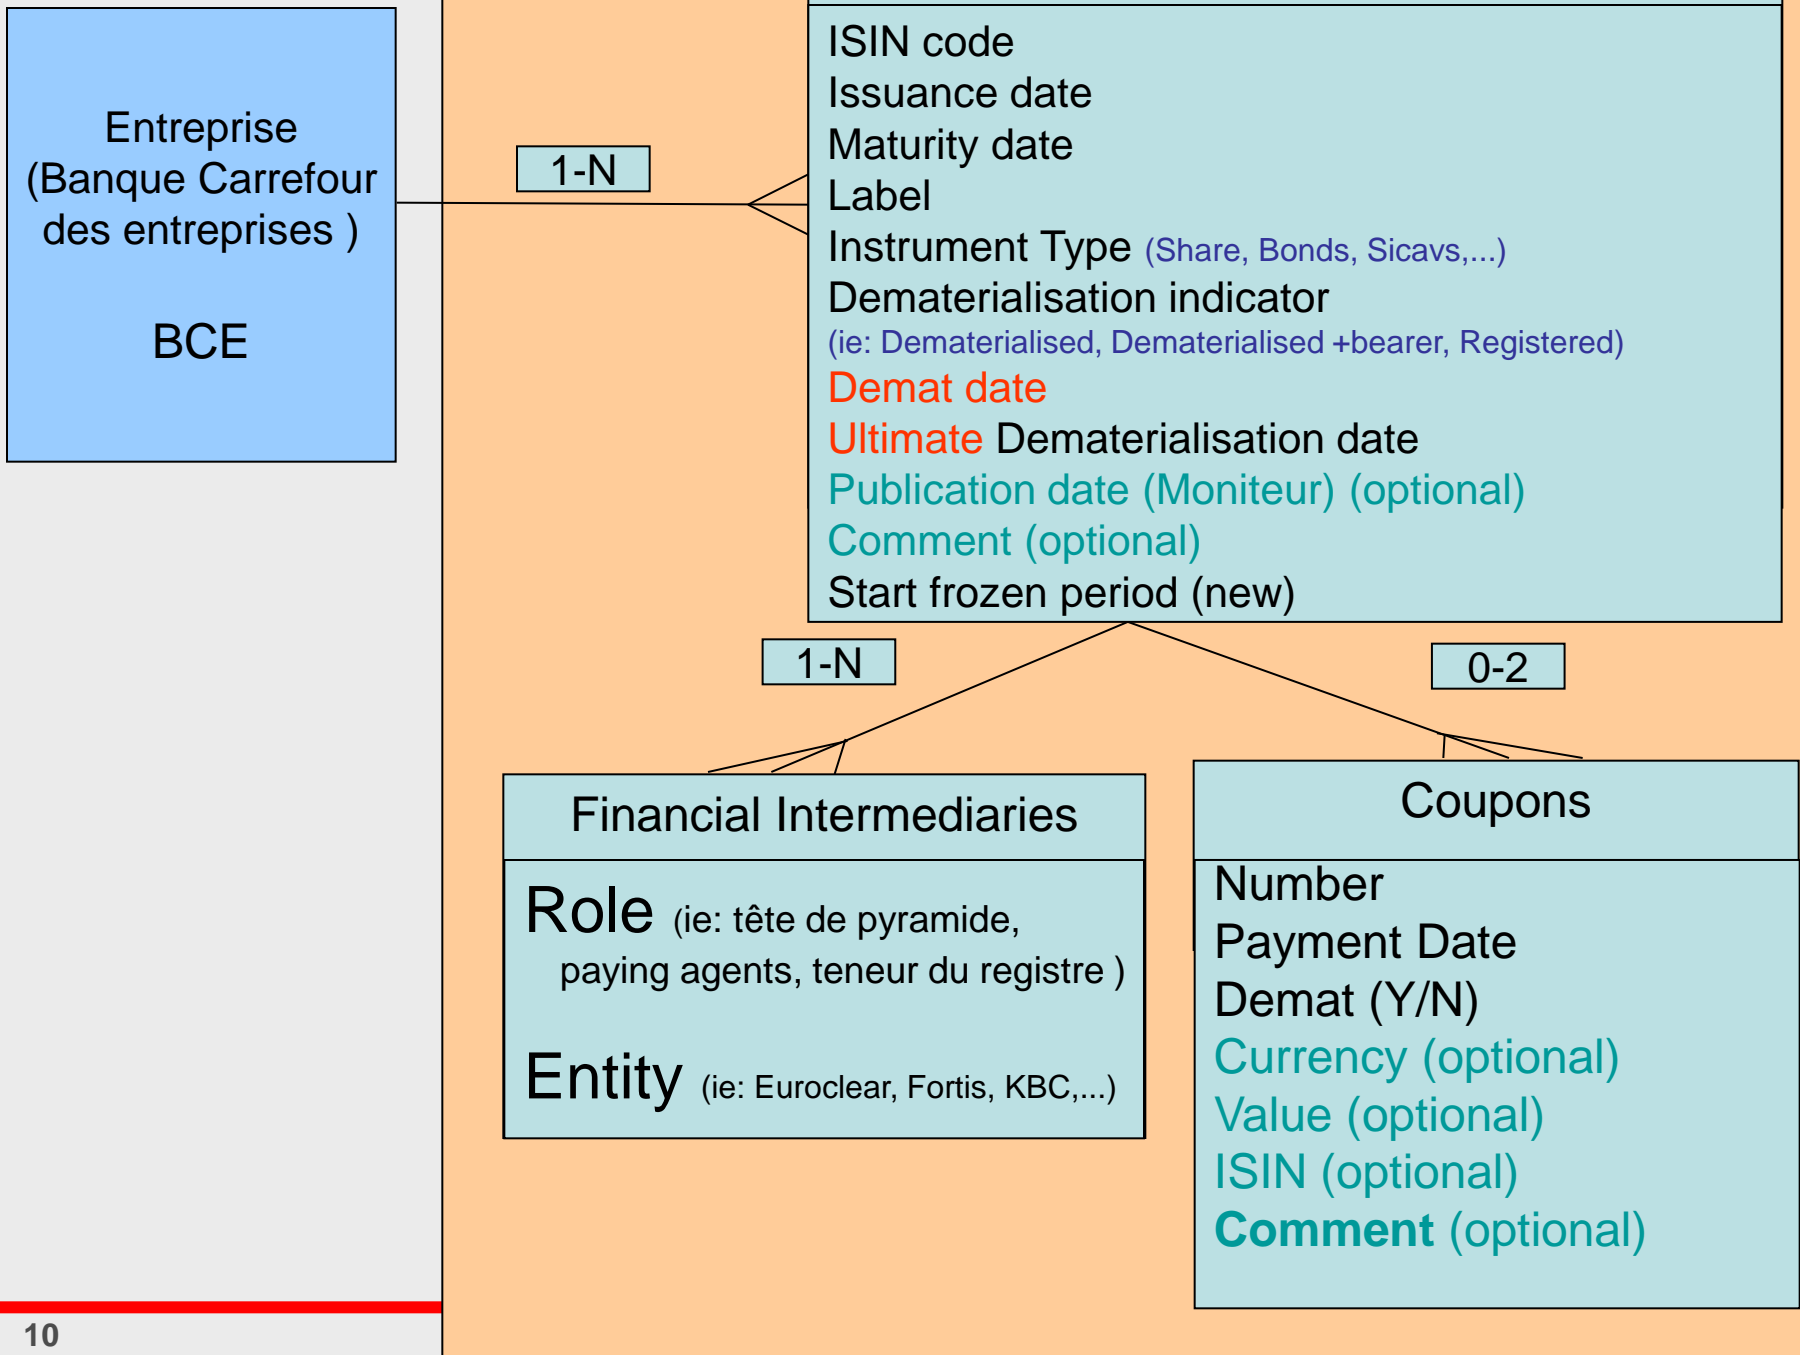 Entreprise
(Banque Carrefour
des entreprises )
BCE
1-N
ISIN code
Issuance date
Maturity date
Label
Instrument Type (Share, Bonds, Sicavs,...)
Dematerialisation indicator
(ie: Dematerialised, Dematerialised +bearer, Registered)
Demat date
Ultimate Dematerialisation date
Publication date (Moniteur) (optional)
Comment (optional)
Start frozen period (new)
1-N
0-2
Financial Intermediaries
Role (ie: tête de pyramide,
paying agents, teneur du registre )
Entity (ie: Euroclear, Fortis, KBC,...)
Coupons
Number
Payment Date
Demat (Y/N)
Currency (optional)
Value (optional)
ISIN (optional)
Comment (optional)
10